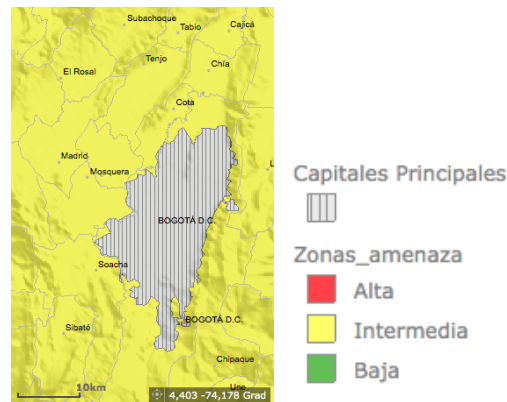 Subachoque
Cajicá
Tabio
Tenjo
Chía
El Rosal
Cota
Madrid
Mosquera
BOGOTÁ D.C.
Soacha
BOGOTÁ D.C.
Sibaté
Chipaque
Une
10km
4,403 -74,178 Grad
Capitales Principales
Zonas_amenaza
Alta
Intermedia
Baja